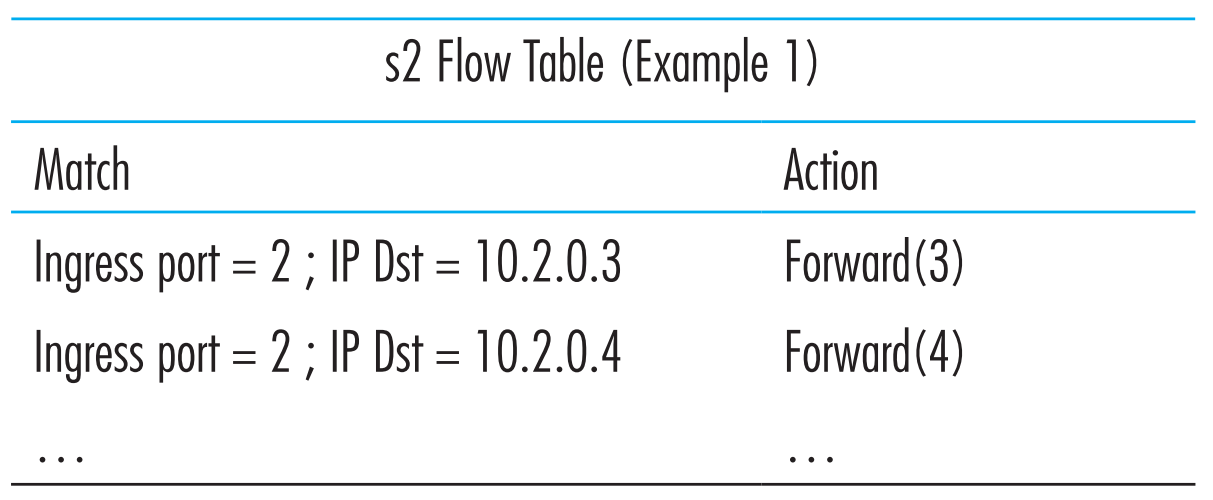 s2 Flow Table (Example 1)
Match Action
Ingress port = 2 ; IP Dst = 10.2.0.3 Forward(3)
Ingress port = 2 ; IP Dst = 10.2.0.4 Forward(4)
... ...